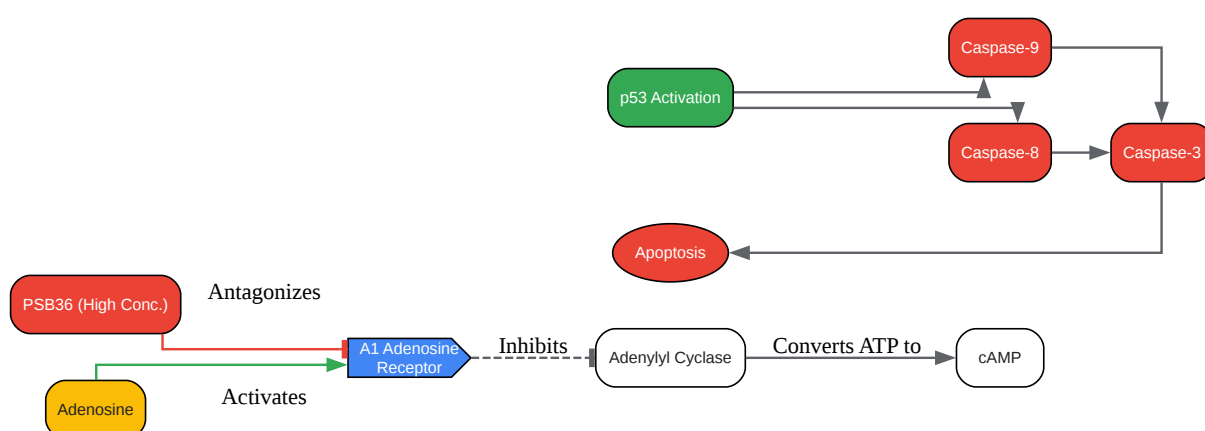 Caspase-9
p53 Activation
Caspase-8
Caspase-3
Apoptosis
PSB36 (High Conc.)
Antagonizes
A1 Adenosine
Receptor
Inhibits
Adenylyl Cyclase
Converts ATP to
cAMP
Activates
Adenosine